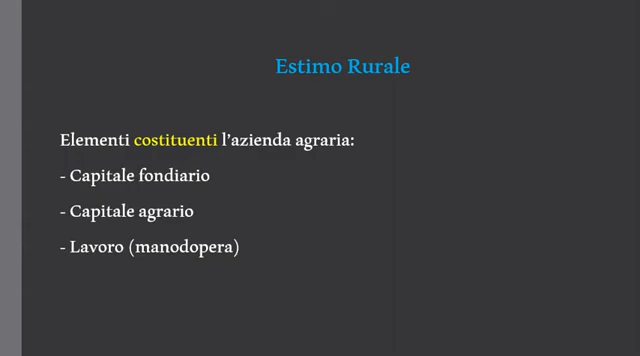 Estimo Rurale
Elementi costituenti l'azienda agraria:
- Capitale fondiario
- Capitale agrario
- Lavoro (manodopera)